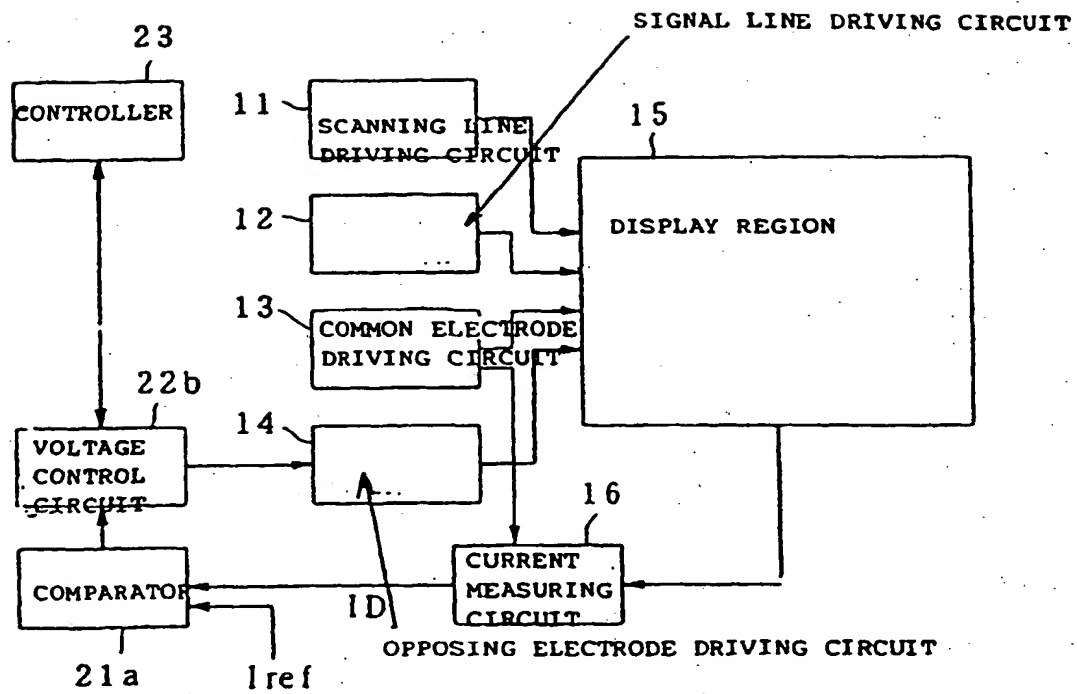 SIGNAL LINE DRIVING CIRCUIT
23
CONTROLLER
11
SCANNING LINE
DRIVING CIRCUIT
15
DISPLAY REGION
12
...
13
COMMON ELECTRODE
DRIVING CIRCUIT
22b
VOLTAGE
CONTROL
CIRCUIT
14
...
16
CURRENT
MEASURING
CIRCUIT
COMPARATOR
ID
OPPOSING ELECTRODE DRIVING CIRCUIT
21a
Iref